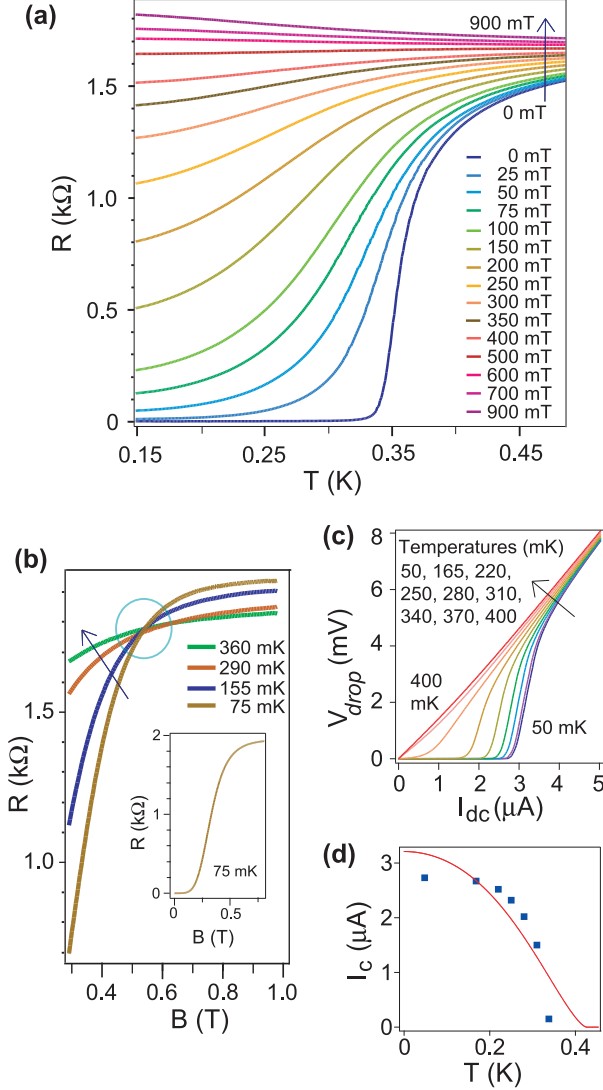 (a)
900 mT
0 mT
1.5
1.0
0.5
0
R (kΩ)
0 mT
25 mT
50 mT
75 mT
100 mT
150 mT
200 mT
250 mT
300 mT
350 mT
400 mT
500 mT
600 mT
700 mT
900 mT
0.15
0.25
0.35
0.45
T (K)
(b)
1.5
1.0
R (kΩ)
360 mK
290 mK
155 mK
75 mK
2
1
0
R (kΩ)
75 mK
0
0.5
B (T)
0.4
0.6
0.8
1.0
B (T)
(c)
8
6
4
2
0
Vdrop (mV)
Temperatures (mK)
50, 165, 220,
250, 280, 310,
340, 370, 400
400
mK
50 mK
0
1
2
3
4
5
Idc (μA)
(d)
3
2
1
0
Ic (μA)
0
0.2
0.4
T (K)